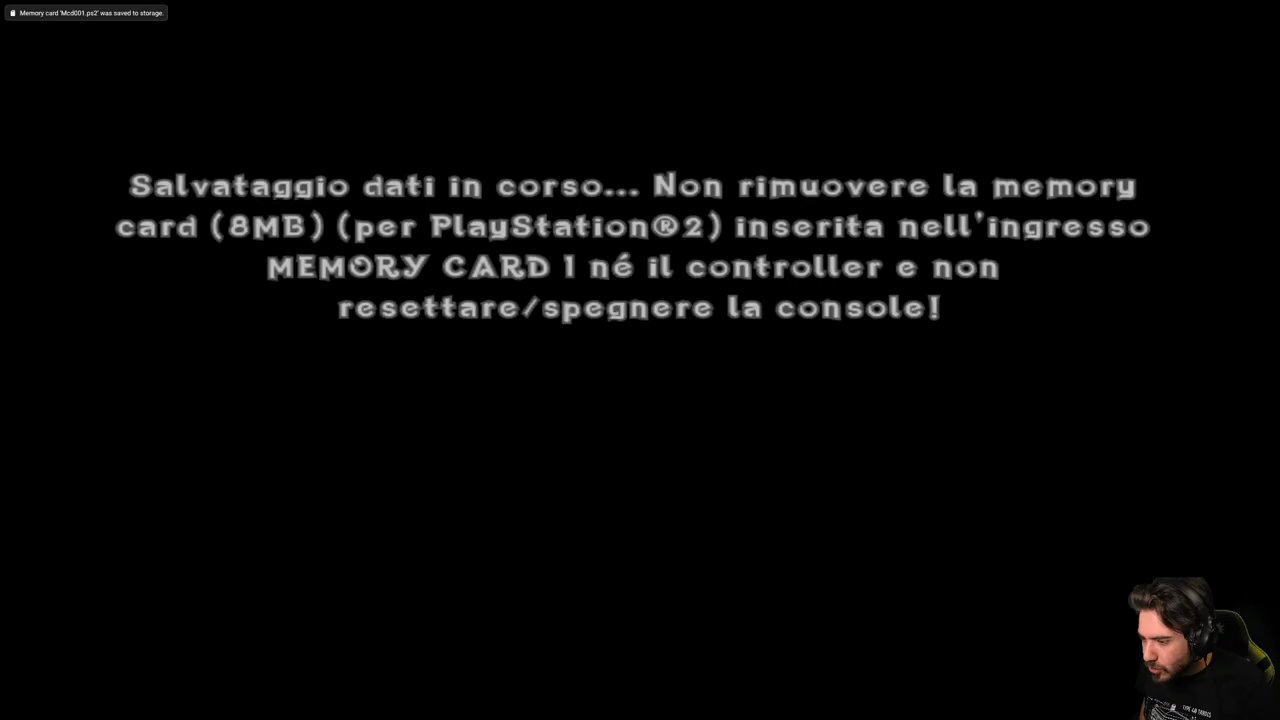 Memory card 'Mcd001.ps2' was saved to storage.
Salvataggio dati in corso... Non rimuovere la memory
card (8MB) (per PlayStation®2) inserita nell'ingresso
MEMORY CARD 1 né il controller e non
resettare/spegnere la console!